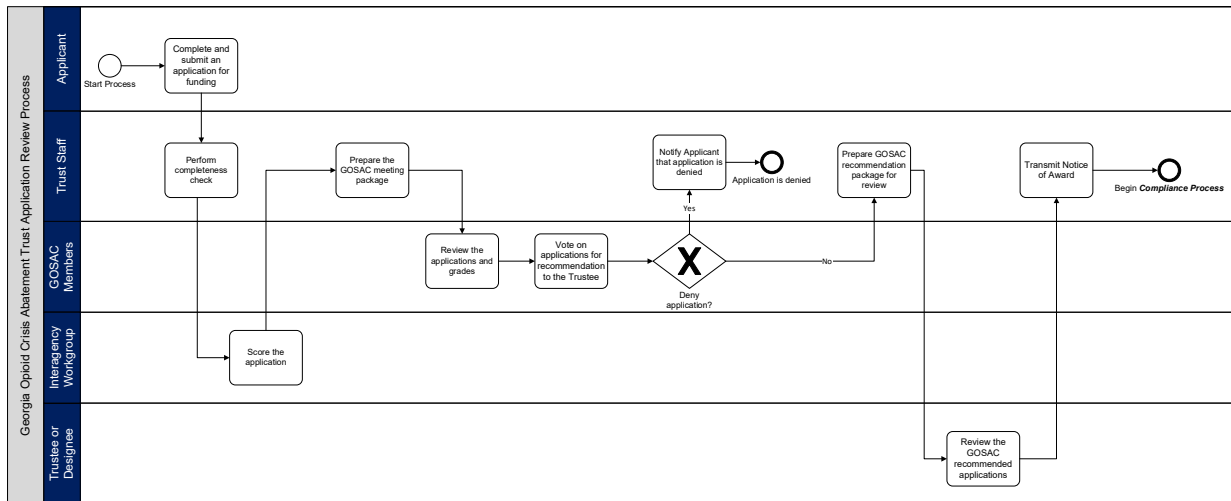 Georgia Opioid Crisis Abatement Trust Application Review Process
Applicant
Start Process
Complete and
submit an
application for
funding
Trust Staff
Perform
completeness
check
Prepare the
GOSAC meeting
package
Notify Applicant
that application is
denied
Application is denied
Prepare GOSAC
recommendation
package for
review
Transmit Notice
of Award
Begin Compliance Process
Yes
GOSAC
Members
Review the
applications and
grades
Vote on
applications for
recommendation
to the Trustee
X
Deny
application?
No
Interagency
Workgroup
Score the
application
Trustee or
Designee
Review the
GOSAC
recommended
applications